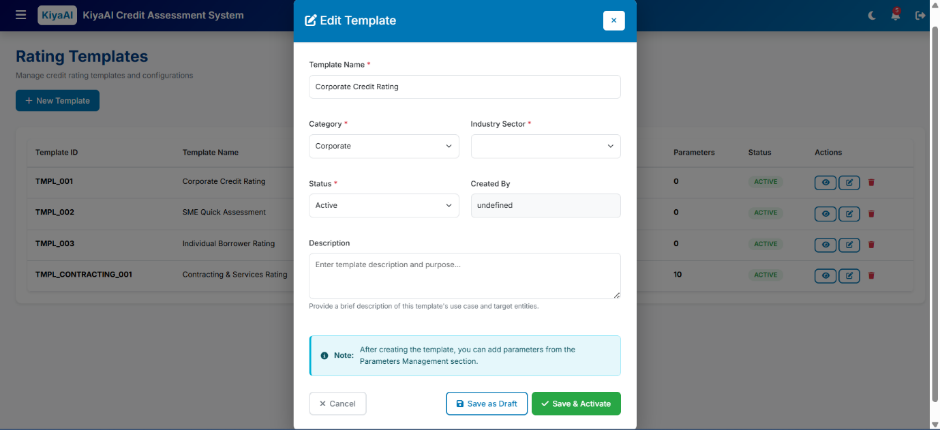 KiyaAI KiyaAI Credit Assessment System
5
Rating Templates
Manage credit rating templates and configurations
+ New Template
Template ID Template Name Parameters Status Actions
TMPL_001 Corporate Credit Rating 0 ACTIVE
TMPL_002 SME Quick Assessment 0 ACTIVE
TMPL_003 Individual Borrower Rating 0 ACTIVE
TMPL_CONTRACTING_001 Contracting & Services Rating 10 ACTIVE
Edit Template ×
Template Name *
Corporate Credit Rating
Category * Industry Sector *
Corporate
Status * Created By
Active undefined
Description
Enter template description and purpose...
Provide a brief description of this template's use case and target entities.
Note: After creating the template, you can add parameters from the
Parameters Management section.
× Cancel Save as Draft Save & Activate